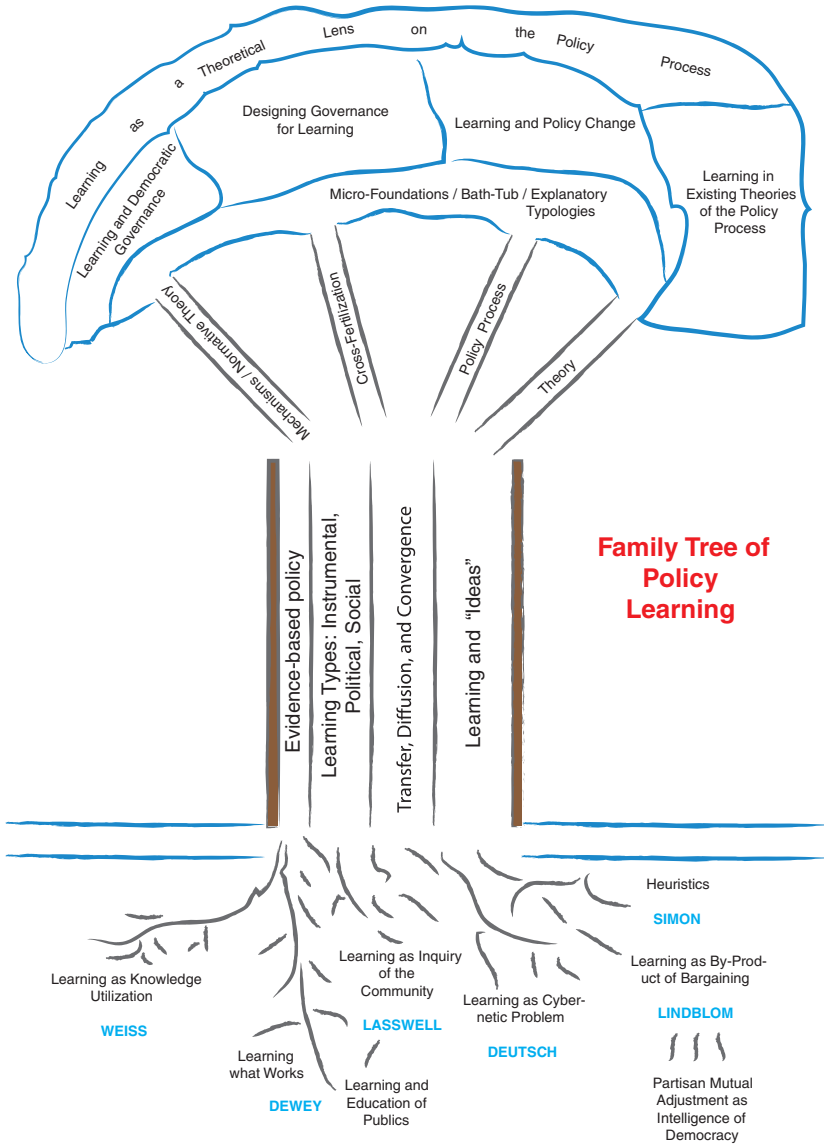 Learning as a Theoretical Lens on the Policy Process
Designing Governance
for Learning
Learning and Policy Change
Learning and Democratic
Governance
Learning in
Existing Theories
of the Policy
Process
Micro-Foundations / Bath-Tub / Explanatory
Typologies
Mechanisms / Normative Theory
Cross-Fertilization
Policy Process
Theory
Evidence-based policy
Learning Types: Instrumental,
Political, Social
Transfer, Diffusion, and Convergence
Learning and “Ideas”
Family Tree of
Policy
Learning
Heuristics
SIMON
Learning as Knowledge
Utilization
WEISS
Learning as Inquiry
of the
Community
LASSWELL
Learning as Cyber-
netic Problem
DEUTSCH
Learning as By-Prod-
uct of Bargaining
LINDBLOM
Learning
what Works
DEWEY
Learning and
Education of
Publics
Partisan Mutual
Adjustment as
Intelligence of
Democracy